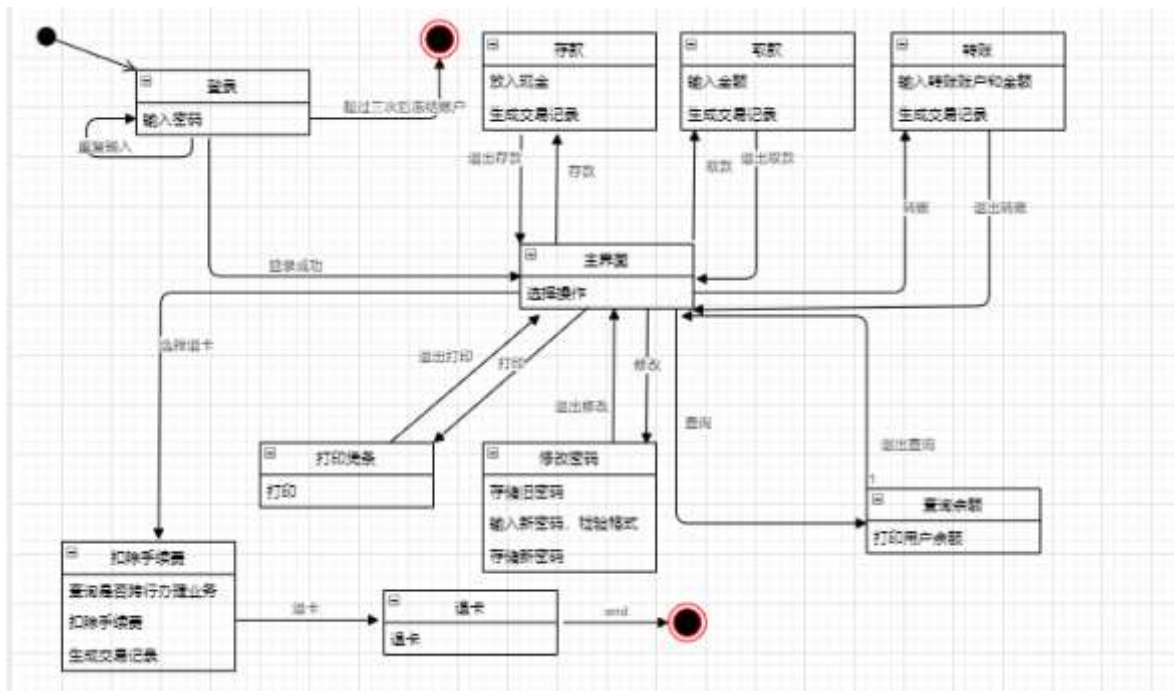 存款
取款
转账
登录
放入现金
输入金额
输入转账账户和金额
输入密码
超过三次后冻结账户
生成交易记录
生成交易记录
生成交易记录
重复输入
退出存款
存款
取款
退出取款
转账
退出转账
主界面
登录成功
选择操作
选择退卡
退出打印
打印
修改
退出修改
查询
退出查询
打印凭条
修改密码
打印
存储旧密码
1
查询余额
输入新密码、检验格式
打印用户余额
存储新密码
扣除手续费
查询是否跨行办理业务
扣除手续费
生成交易记录
退卡
退卡
退卡
end